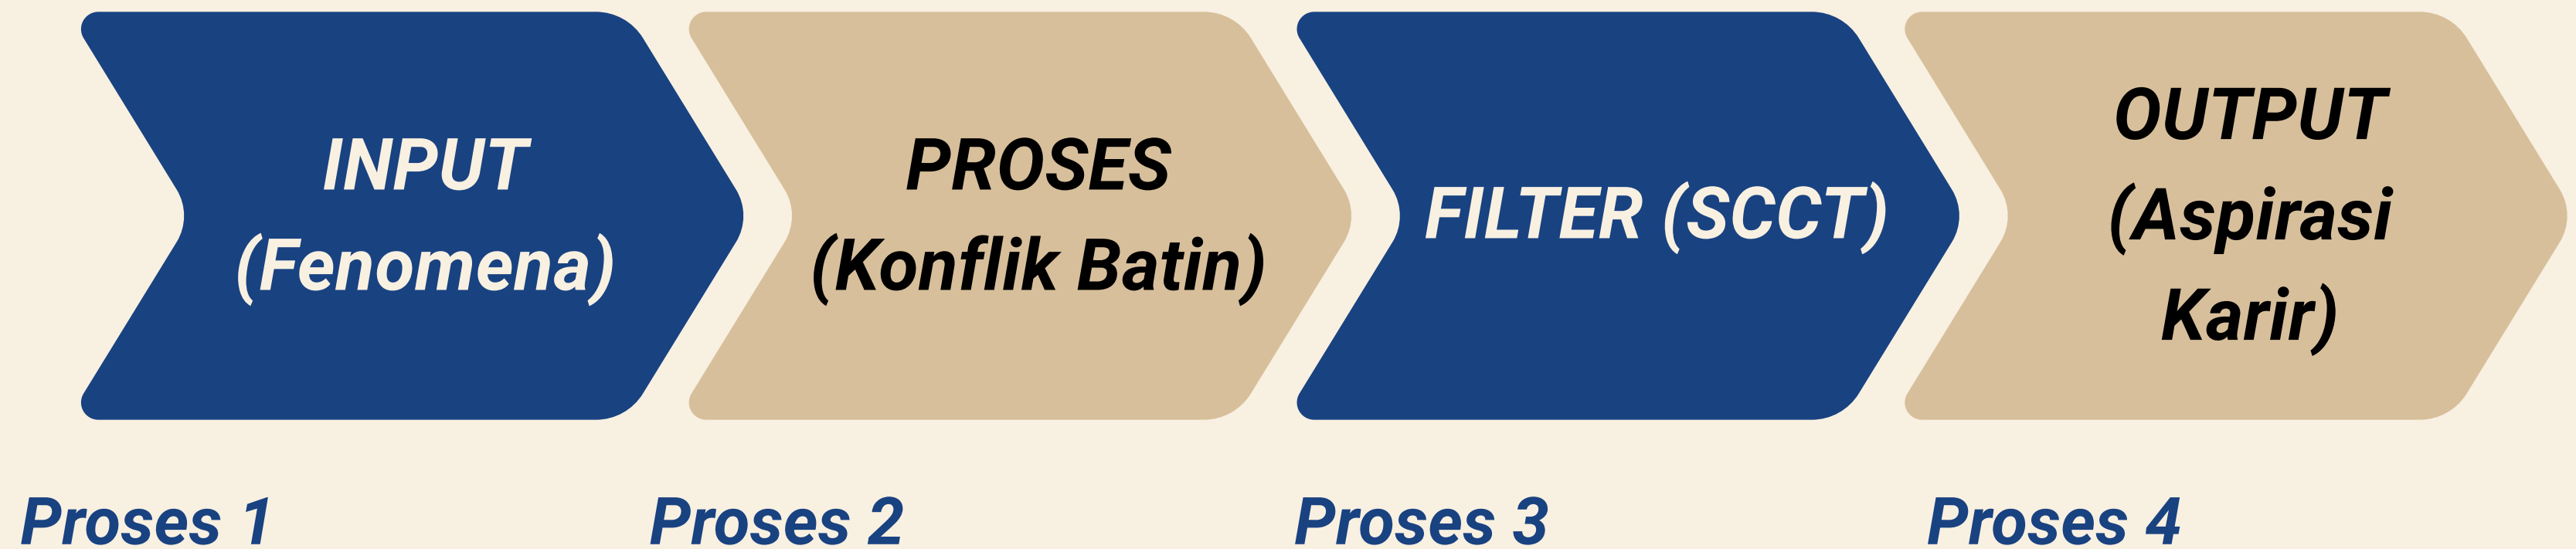 INPUT
(Fenomena)
PROSES
(Konflik Batin)
FILTER (SCCT)
OUTPUT
(Aspirasi
Karir)
Proses 1
Proses 2
Proses 3
Proses 4